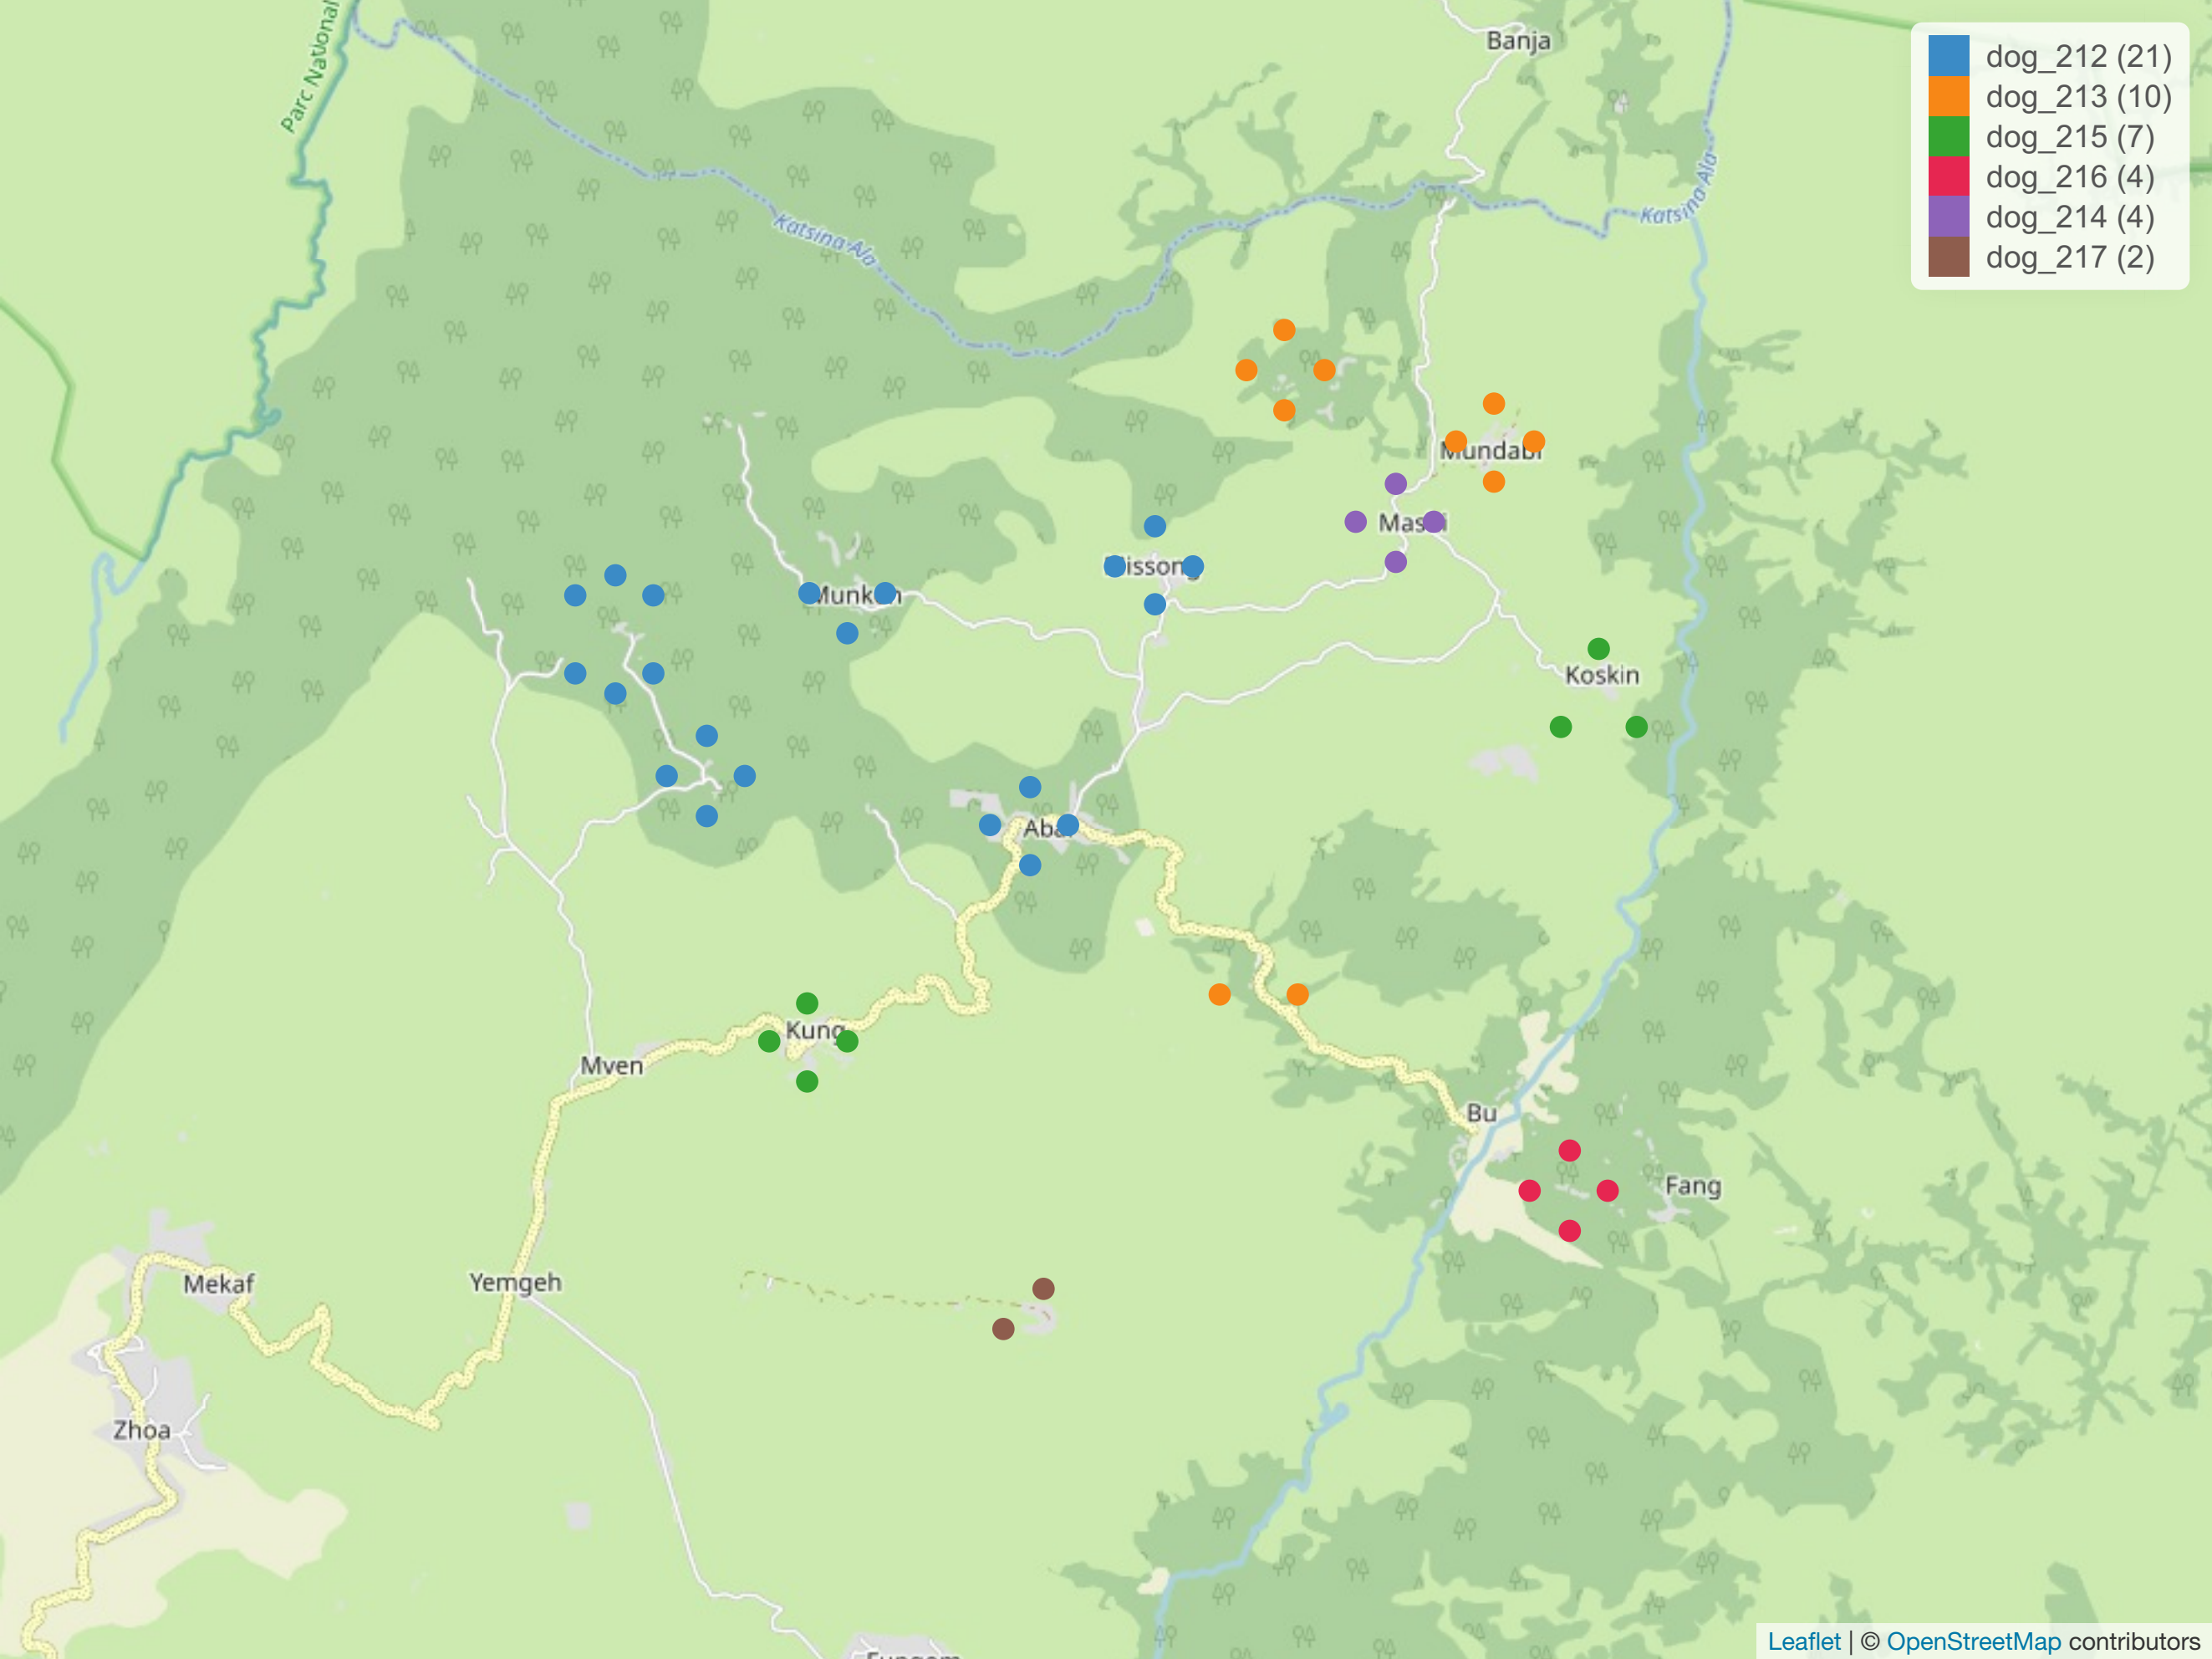 Parc National
Banja
dog_212 (21)
dog_213 (10)
dog_215 (7)
dog_216 (4)
dog_214 (4)
dog_217 (2)
Katsina Ala
Katsina Ala
Mundabi
Koskin
Kung
Mven
Bu
Fang
Mekaf
Yemgeh
Zhoa
Leaflet | © OpenStreetMap contributors